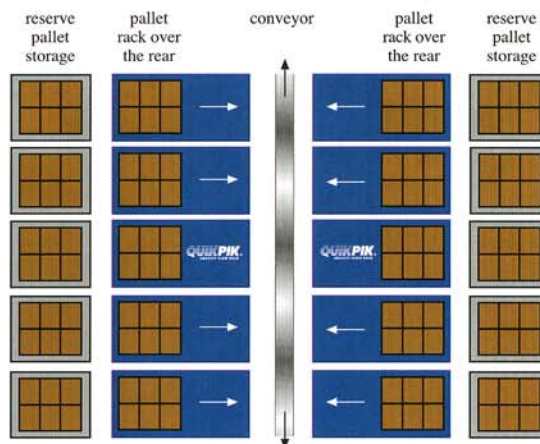 reserve
pallet
storage
pallet
rack over
the rear
conveyor
pallet
rack over
the rear
reserve
pallet
storage
QUIKPIK
QUIKPIK